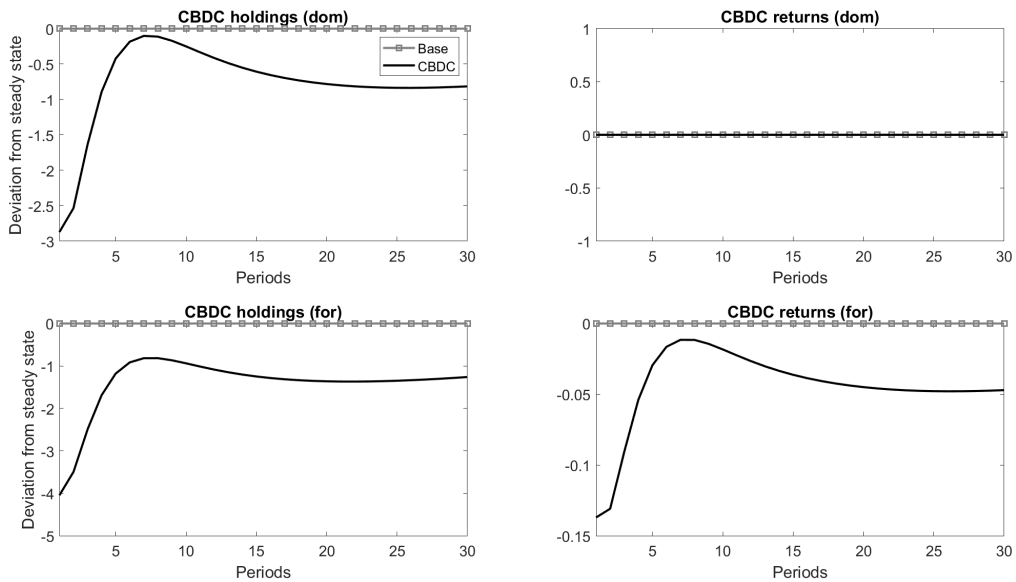 CBDC holdings (dom)
Deviation from steady state
0
-0.5
-1
-1.5
-2
-2.5
-3
Base
CBDC
5 10 15 20 25 30
Periods
CBDC returns (dom)
1
0.5
0
-0.5
-1
5 10 15 20 25 30
Periods
CBDC holdings (for)
Deviation from steady state
0
-1
-2
-3
-4
-5
5 10 15 20 25 30
Periods
CBDC returns (for)
0
-0.05
-0.1
-0.15
5 10 15 20 25 30
Periods